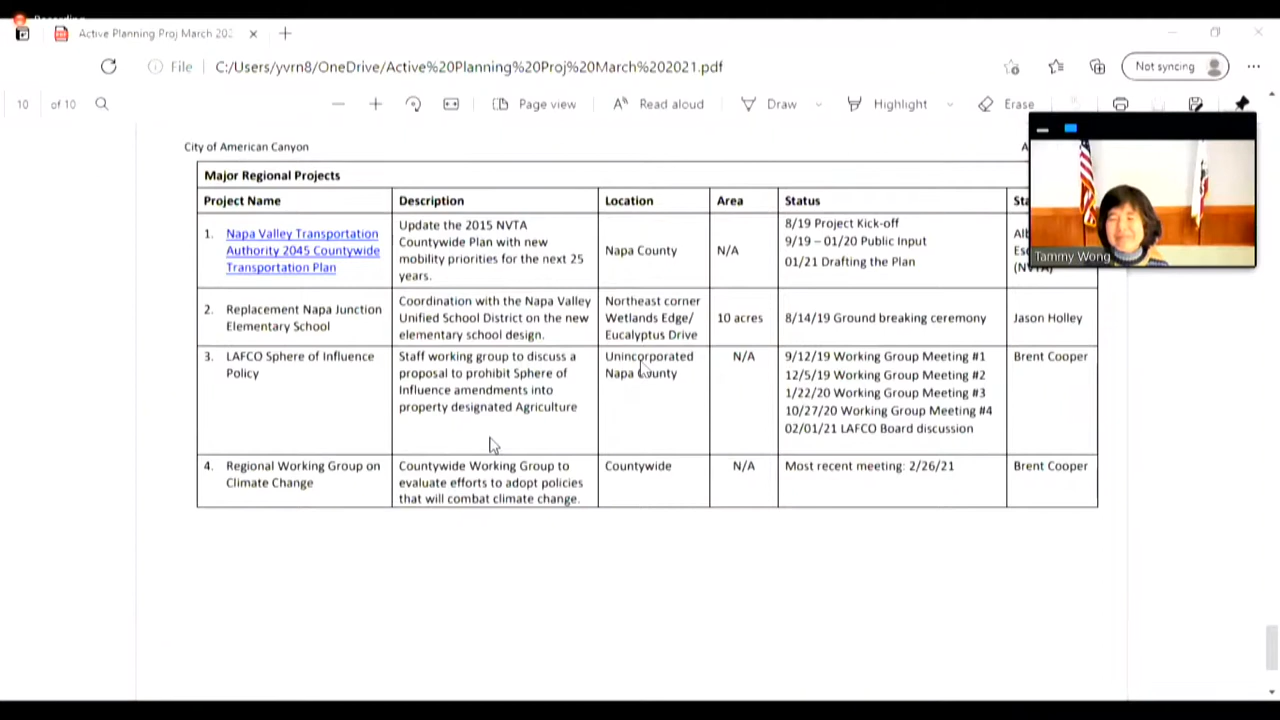 Recording
Active Planning Proj March 202
File
C:/Users/yvrn8/OneDrive/Active%20Planning%20Proj%20March%202021.pdf
Not syncing
10 of 10
Page view
Read aloud
Draw
Highlight
Erase
City of American Canyon
A
Major Regional Projects
Project Name Description Location Area Status Sta
1. Napa Valley Transportation
Authority 2045 Countywide
Transportation Plan
Update the 2015 NVTA
Countywide Plan with new
mobility priorities for the next 25
years.
Napa County
N/A
8/19 Project Kick-off
9/19 – 01/20 Public Input
01/21 Drafting the Plan
Alb
Esc
(NVTA)
2. Replacement Napa Junction
Elementary School
Coordination with the Napa Valley
Unified School District on the new
elementary school design.
Northeast corner
Wetlands Edge/
Eucalyptus Drive
10 acres
8/14/19 Ground breaking ceremony
Jason Holley
3. LAFCO Sphere of Influence
Policy
Staff working group to discuss a
proposal to prohibit Sphere of
Influence amendments into
property designated Agriculture
Unincorporated
Napa County
N/A
9/12/19 Working Group Meeting #1
12/5/19 Working Group Meeting #2
1/22/20 Working Group Meeting #3
10/27/20 Working Group Meeting #4
02/01/21 LAFCO Board discussion
Brent Cooper
4. Regional Working Group on
Climate Change
Countywide Working Group to
evaluate efforts to adopt policies
that will combat climate change.
Countywide
N/A
Most recent meeting: 2/26/21
Brent Cooper
Tammy Wong